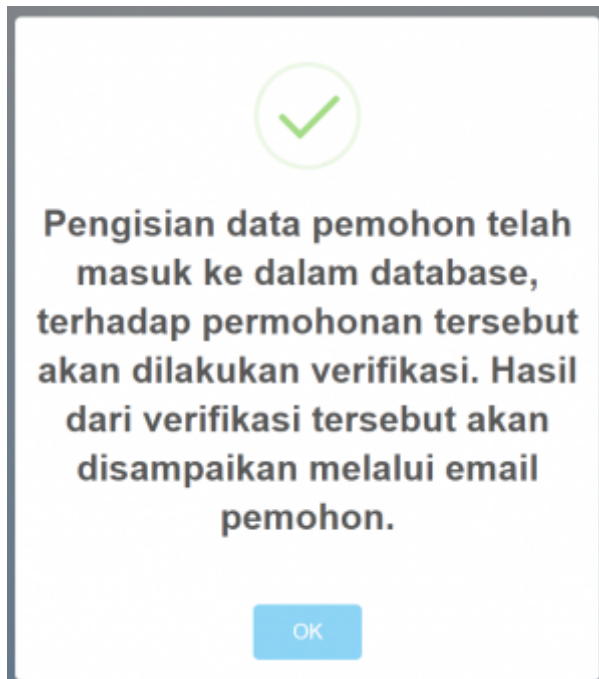 Pengisian data pemohon telah
masuk ke dalam database,
terhadap permohonan tersebut
akan dilakukan verifikasi. Hasil
dari verifikasi tersebut akan
disampaikan melalui email
pemohon.
OK